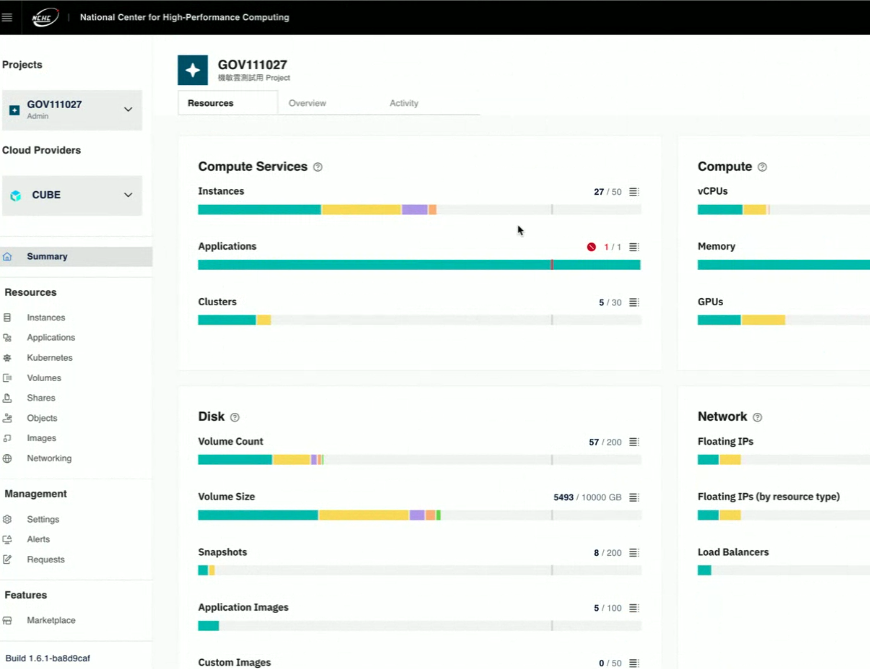 NCHC
National Center for High-Performance Computing
Projects
GOV111027
Admin
Cloud Providers
CUBE
Summary
Resources
Instances
Applications
Kubernetes
Volumes
Shares
Objects
Images
Networking
Management
Settings
Alerts
Requests
Features
Marketplace
Build 1.6.1-ba8d9caf
GOV111027
機敏雲測試用 Project
Resources
Overview
Activity
Compute Services
Instances
27 / 50
Applications
1 / 1
Clusters
5 / 30
Compute
vCPUs
Memory
GPUs
Disk
Volume Count
57 / 200
Volume Size
5493 / 10000 GB
Snapshots
8 / 200
Application Images
5 / 100
Custom Images
0 / 50
Network
Floating IPs
Floating IPs (by resource type)
Load Balancers